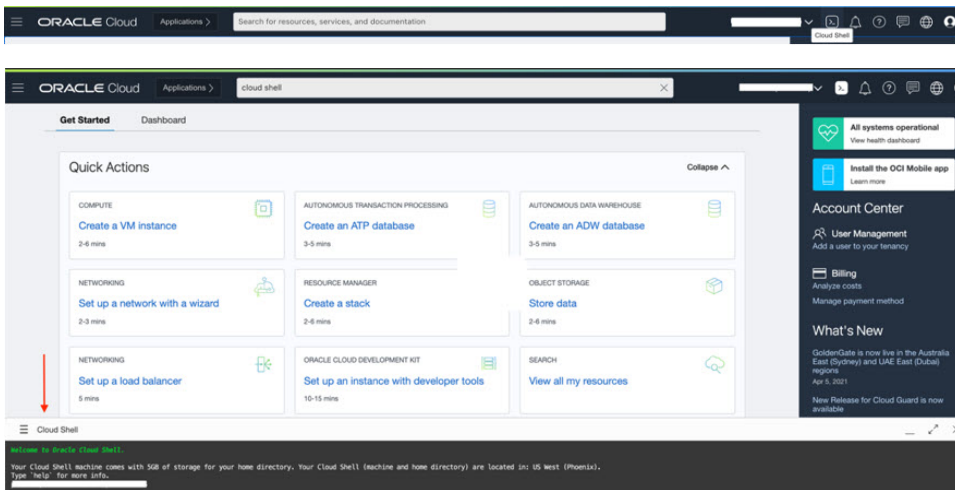 ORACLE Cloud Applications > Search for resources, services, and documentation
Cloud Shell
ORACLE Cloud Applications > cloud shell
Get Started Dashboard
Quick Actions Collapse
COMPUTE
Create a VM instance
2-6 mins
AUTONOMOUS TRANSACTION PROCESSING
Create an ATP database
3-5 mins
AUTONOMOUS DATA WAREHOUSE
Create an ADW database
3-5 mins
NETWORKING
Set up a network with a wizard
2-3 mins
RESOURCE MANAGER
Create a stack
2-6 mins
OBJECT STORAGE
Store data
2-6 mins
NETWORKING
Set up a load balancer
5 mins
ORACLE CLOUD DEVELOPMENT KIT
Set up an instance with developer tools
10-15 mins
SEARCH
View all my resources
All systems operational
View health dashboard
Install the OCI Mobile app
Learn more
Account Center
User Management
Add a user to your tenancy
Billing
Analyze costs
Manage payment method
What's New
GoldenGate is now live in the Australia
East (Sydney) and UAE East (Dubai)
regions
Apr 5, 2021
New Release for Cloud Guard is now
available
Cloud Shell
Welcome to Oracle Cloud Shell.
Your Cloud Shell machine comes with 5GB of storage for your home directory. Your Cloud Shell (machine and home directory) are located in: US West (Phoenix).
Type `help` for more info.